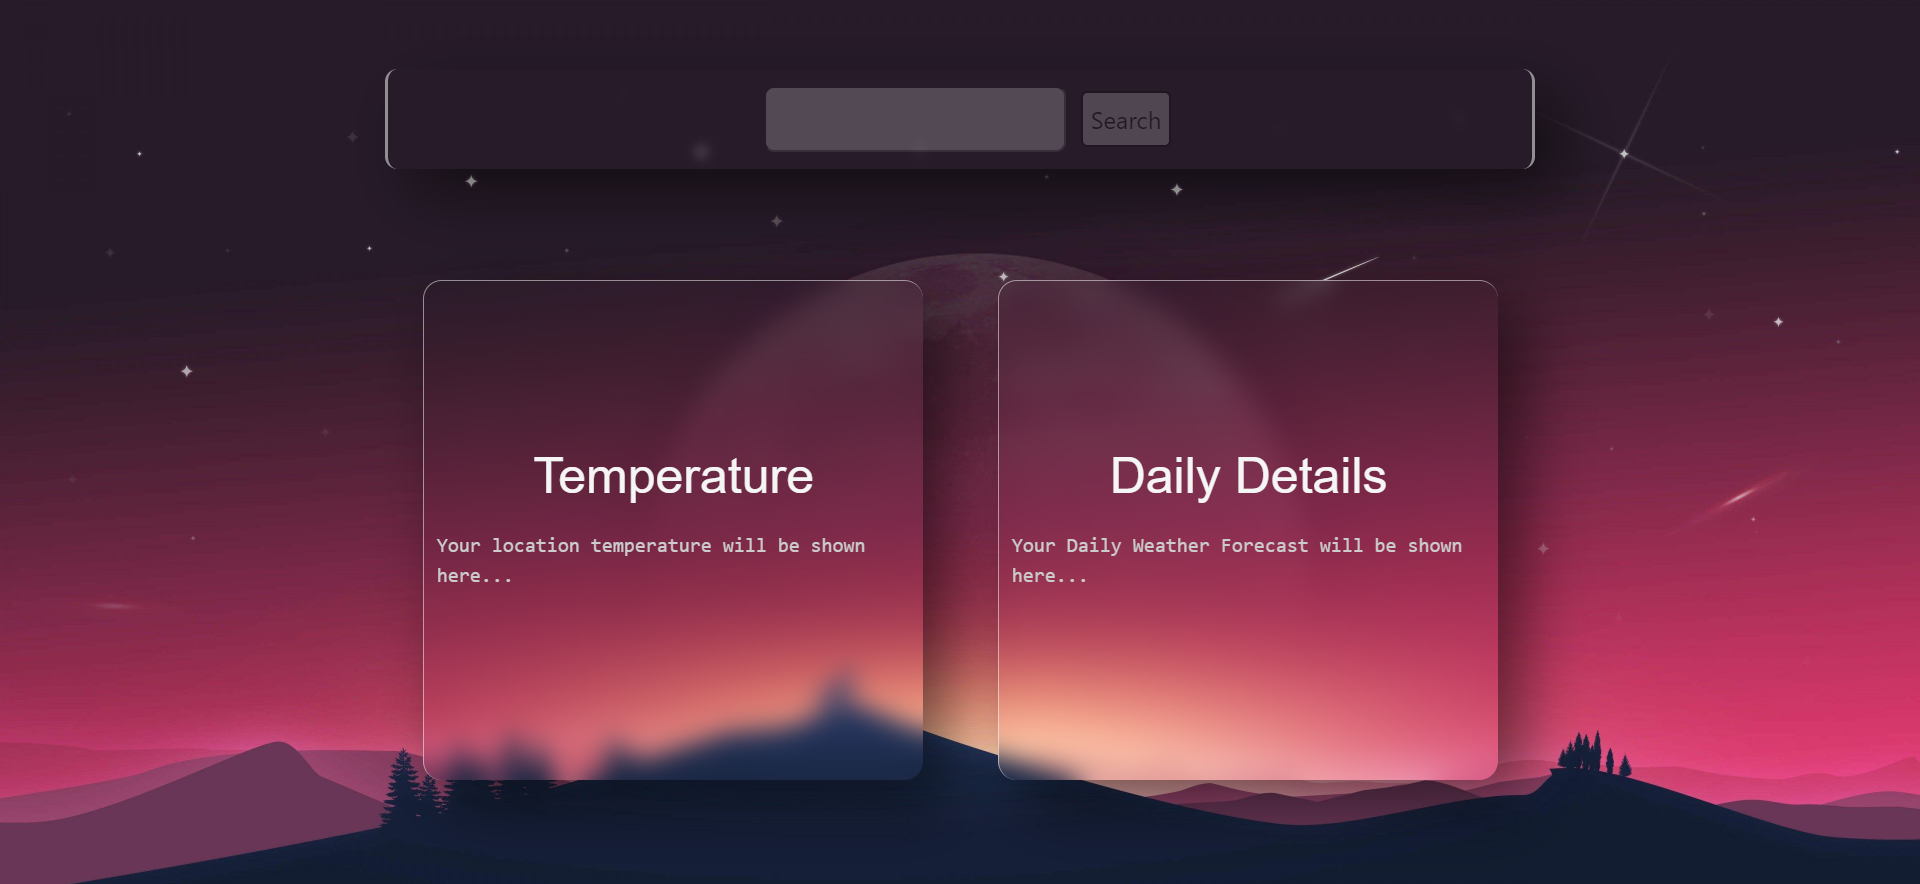 Search
Temperature
Your location temperature will be shown
here...
Daily Details
Your Daily Weather Forecast will be shown
here...